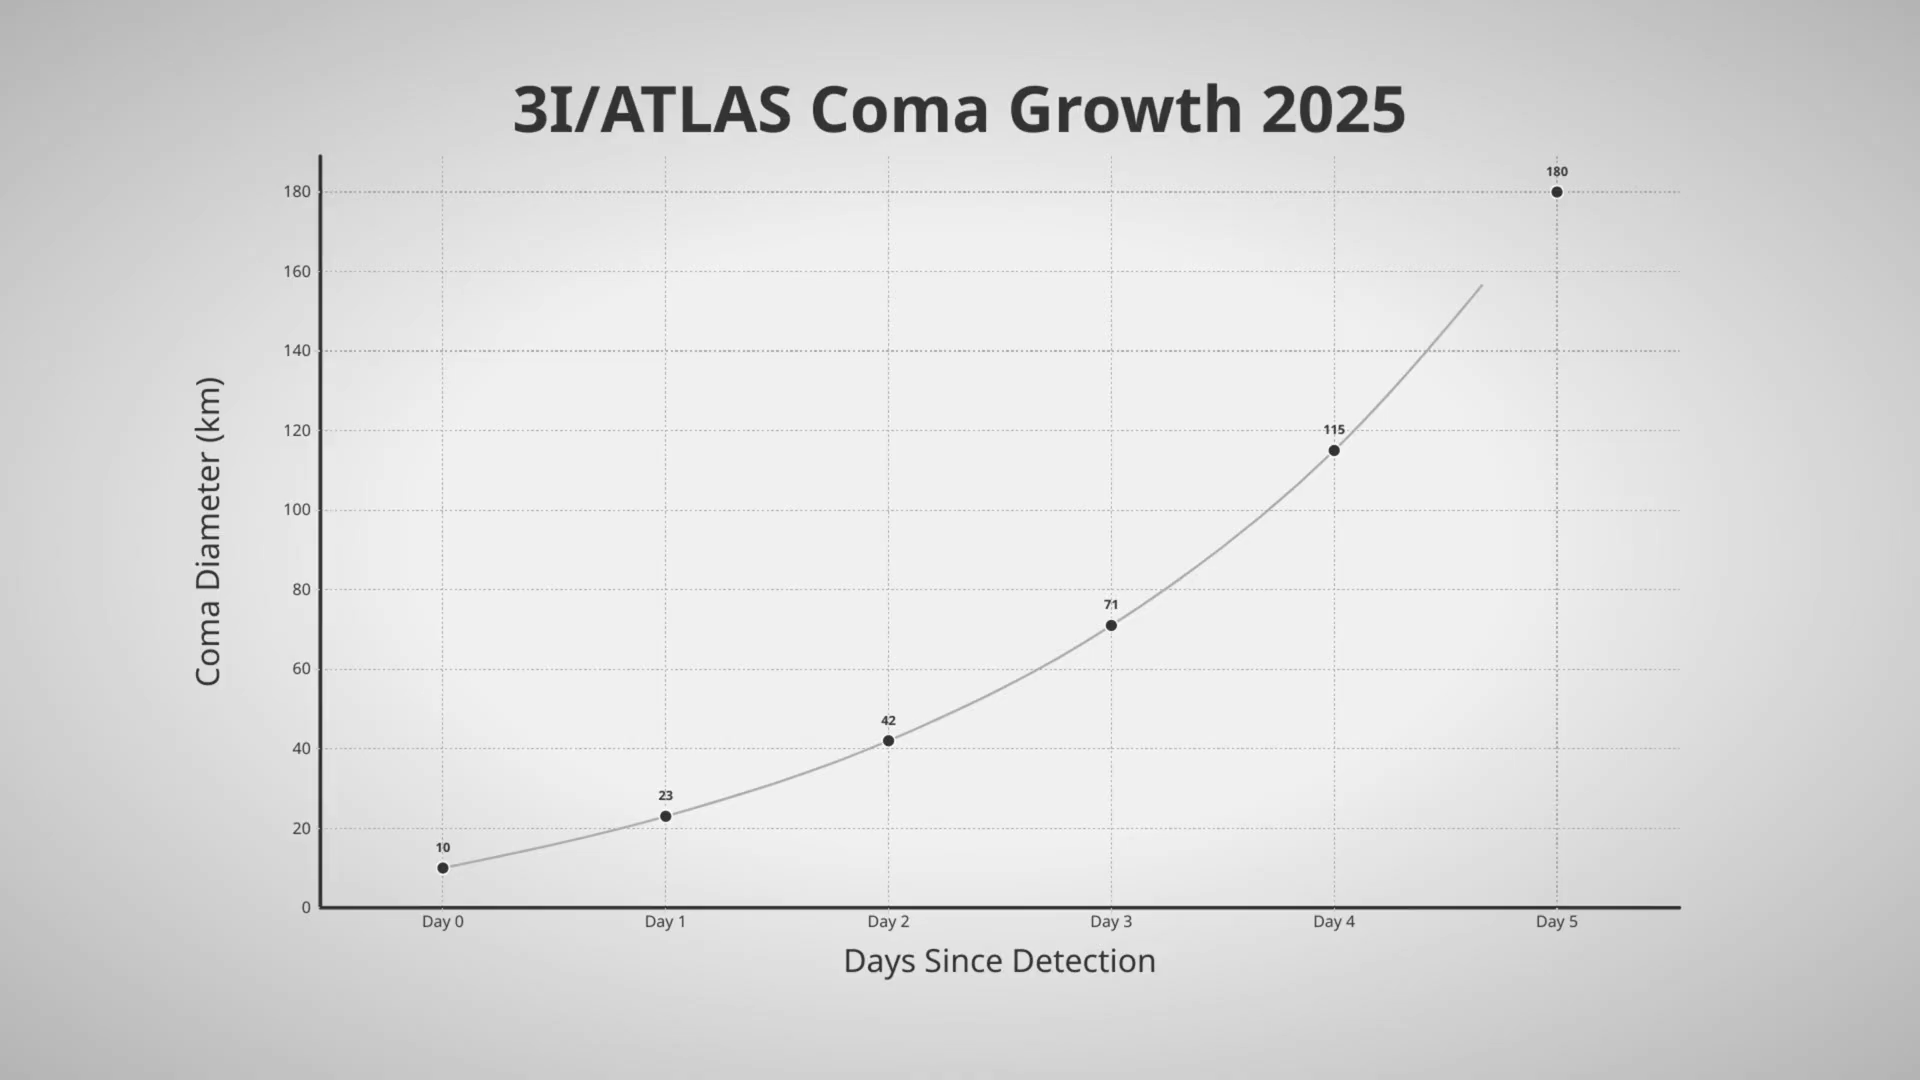 3I/ATLAS Coma Growth 2025
Coma Diameter (km)
180
160
140
120
100
80
60
40
20
0
10
23
42
71
115
180
Day 0
Day 1
Day 2
Day 3
Day 4
Day 5
Days Since Detection